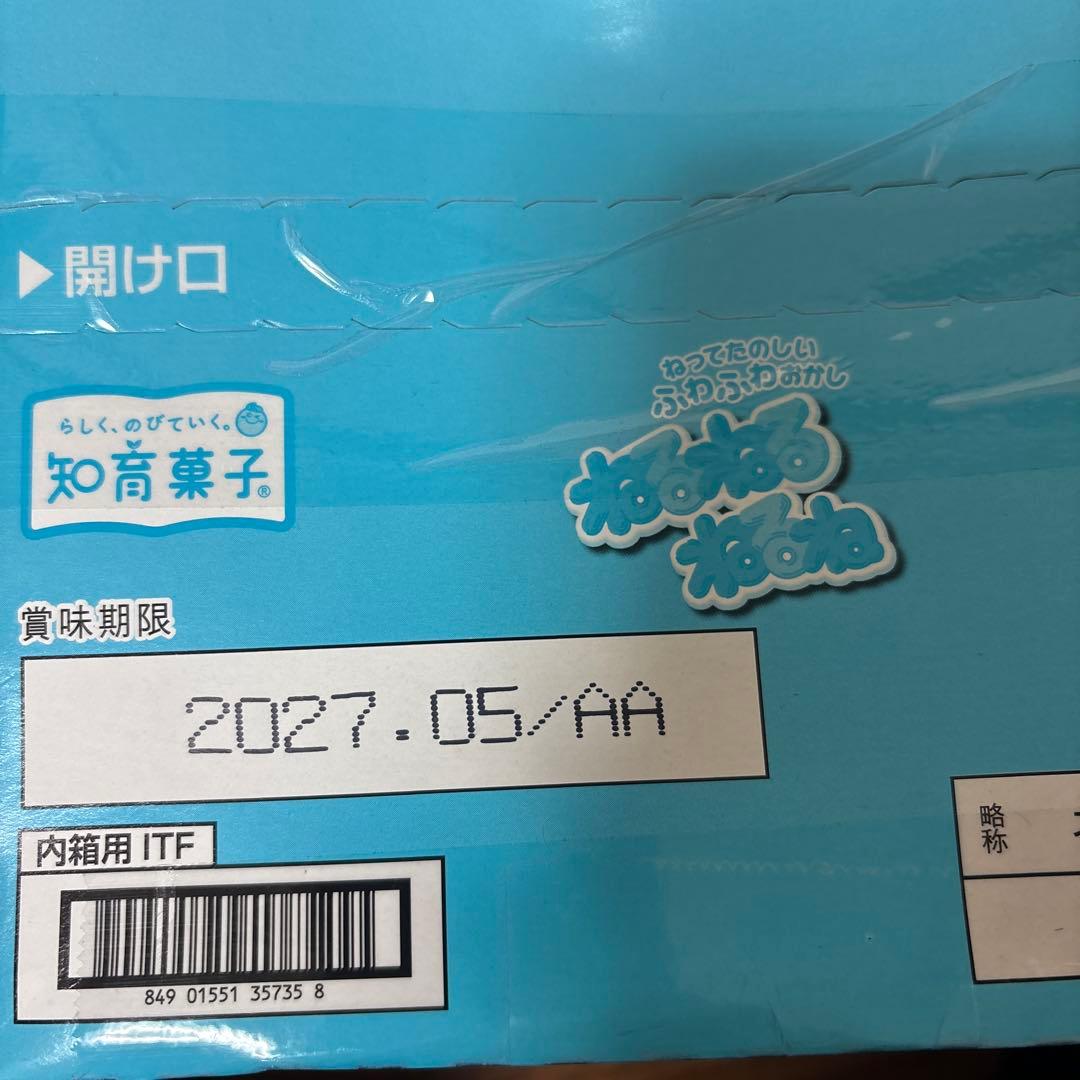 ▶開け口
ねってたのしい
ふわふわおかし
ねるねる
ねるね
らしく、のびていく。
知育菓子®
賞味期限
2027.05/AA
内箱用 ITF
849 01551 35735 8
略称